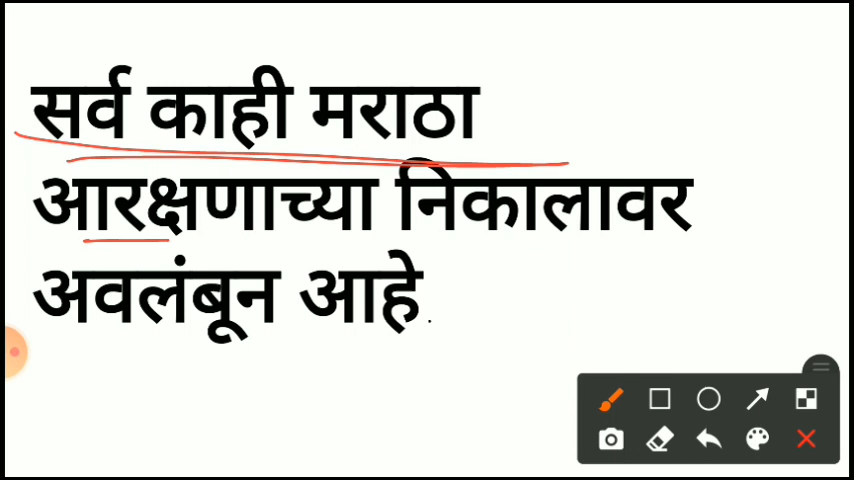 सर्व काही मराठा
आरक्षणाच्या निकालावर
अवलंबून आहे.